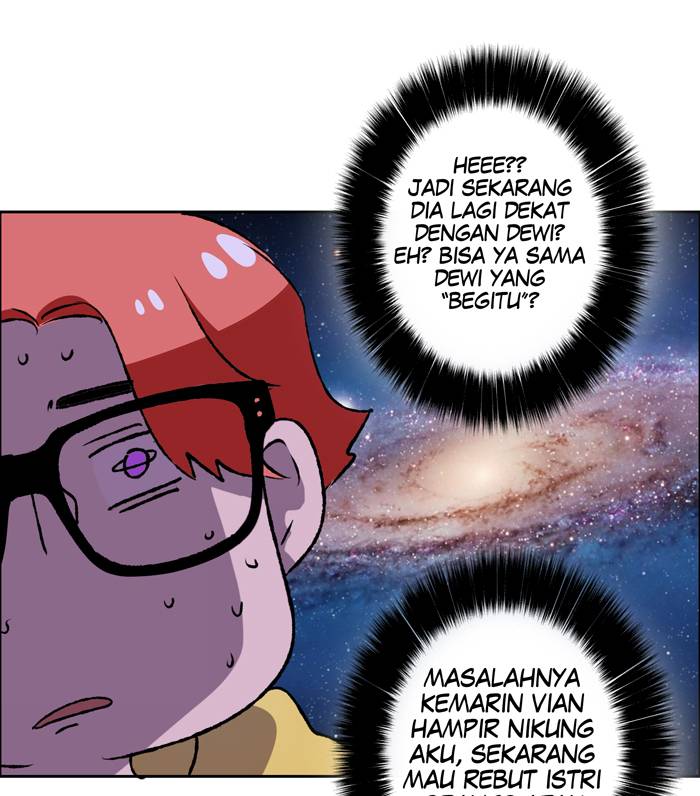 HEEE??
JADI SEKARANG
DIA LAGI DEKAT
DENGAN DEWI?
EH? BISA YA SAMA
DEWI YANG
"BEGITU"?
MASALAHNYA
KEMARIN VIAN
HAMPIR NIKUNG
AKU, SEKARANG
MAU REBUT ISTRI